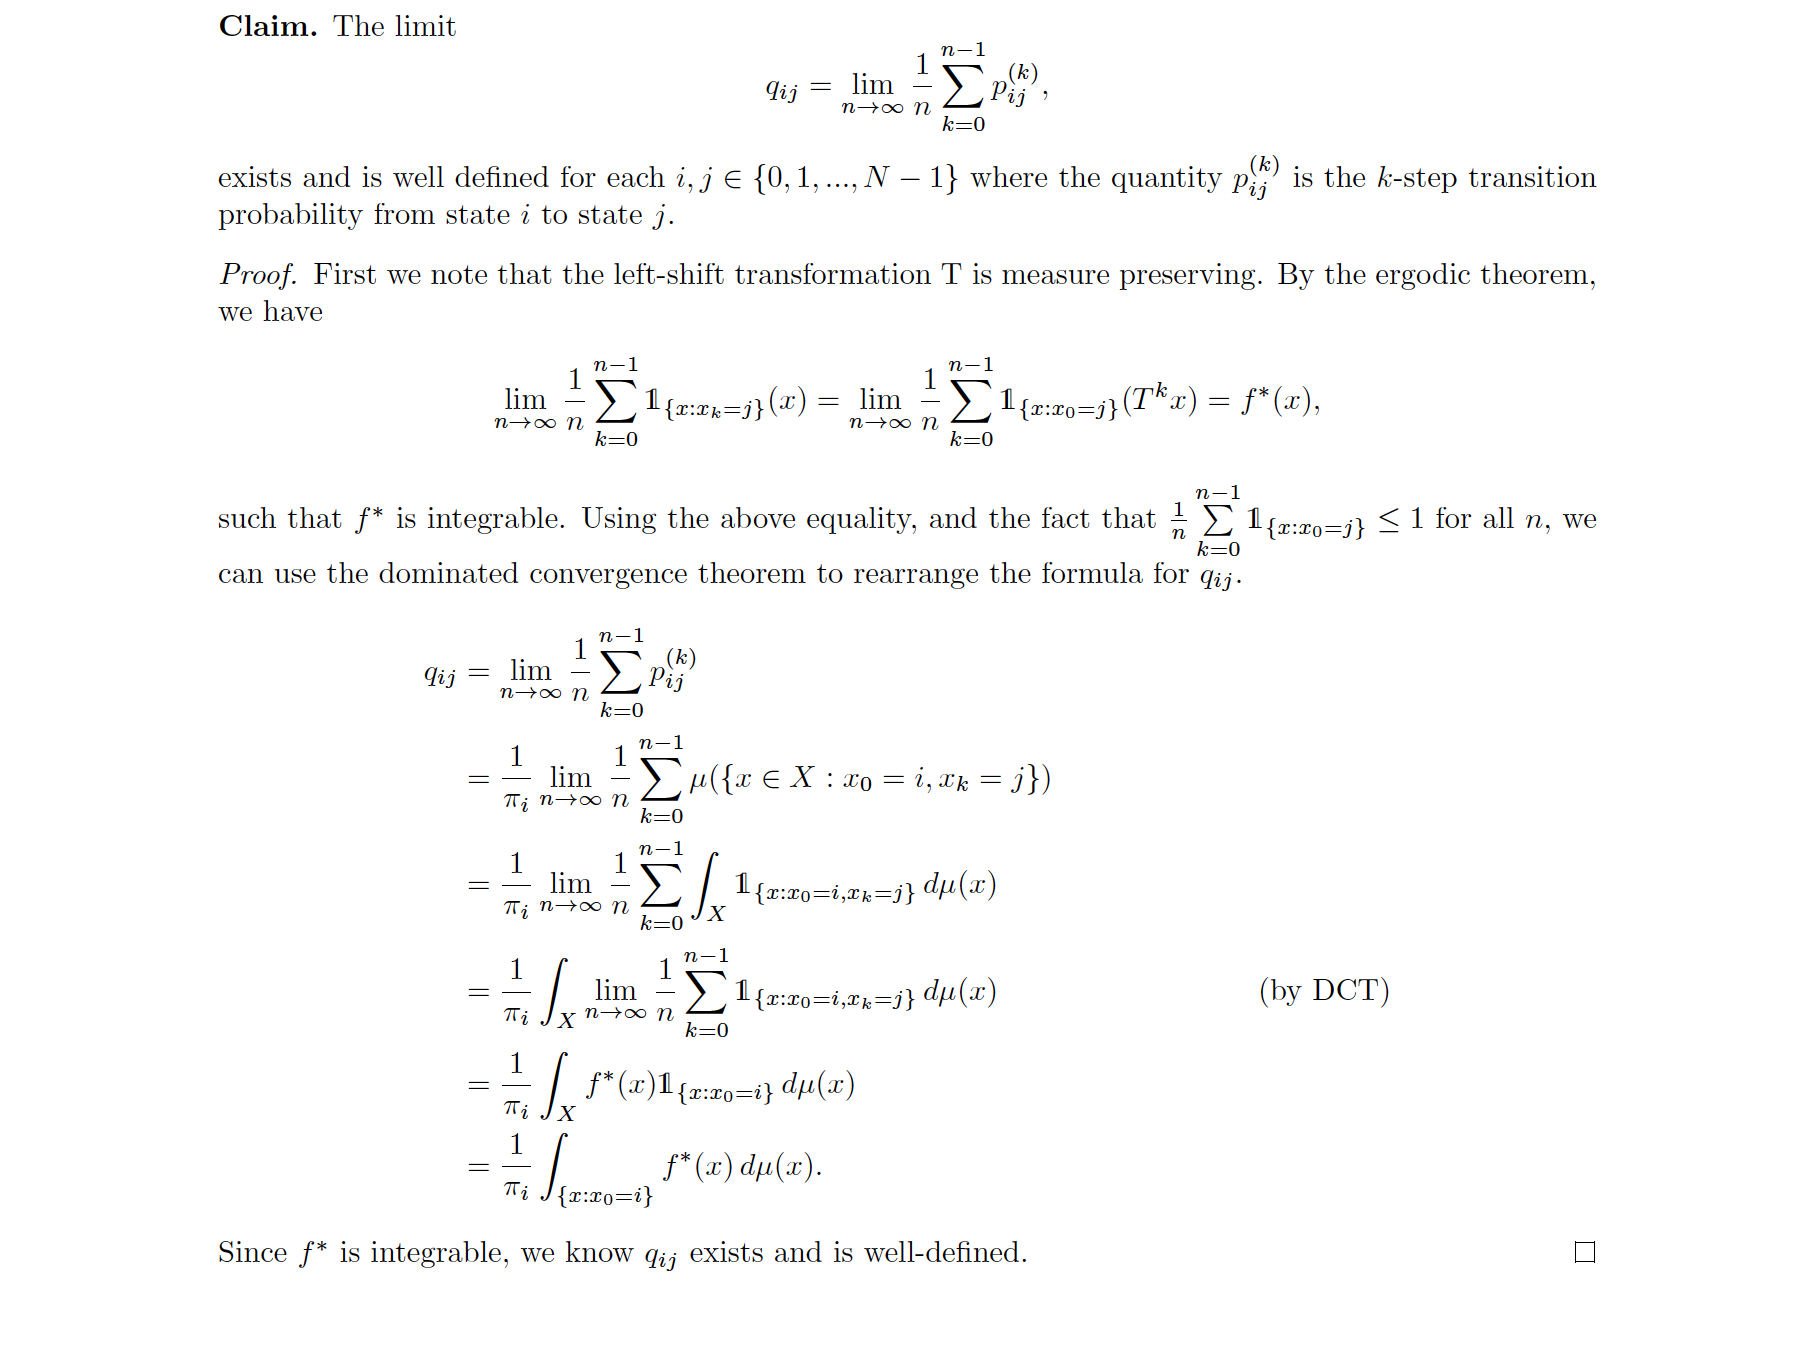 Claim. The limit
$$q_{ij} = \lim_{n\to\infty} \frac{1}{n} \sum_{k=0}^{n-1} p_{ij}^{(k)},$$
exists and is well defined for each $i, j \in \{0, 1, ..., N-1\}$ where the quantity $p_{ij}^{(k)}$ is the $k$-step transition
probability from state $i$ to state $j$.
Proof. First we note that the left-shift transformation T is measure preserving. By the ergodic theorem,
we have
$$\lim_{n\to\infty} \frac{1}{n} \sum_{k=0}^{n-1} \mathbb{1}_{\{x:x_k=j\}}(x) = \lim_{n\to\infty} \frac{1}{n} \sum_{k=0}^{n-1} \mathbb{1}_{\{x:x_0=j\}}(T^k x) = f^*(x),$$
such that $f^*$ is integrable. Using the above equality, and the fact that $\frac{1}{n} \sum_{k=0}^{n-1} \mathbb{1}_{\{x:x_0=j\}} \leq 1$ for all $n$, we
can use the dominated convergence theorem to rearrange the formula for $q_{ij}$.
$$q_{ij} = \lim_{n\to\infty} \frac{1}{n} \sum_{k=0}^{n-1} p_{ij}^{(k)}$$
$$= \frac{1}{\pi_i} \lim_{n\to\infty} \frac{1}{n} \sum_{k=0}^{n-1} \mu(\{x \in X : x_0 = i, x_k = j\})$$
$$= \frac{1}{\pi_i} \lim_{n\to\infty} \frac{1}{n} \sum_{k=0}^{n-1} \int_X \mathbb{1}_{\{x:x_0=i,x_k=j\}} \, d\mu(x)$$
$$= \frac{1}{\pi_i} \int_X \lim_{n\to\infty} \frac{1}{n} \sum_{k=0}^{n-1} \mathbb{1}_{\{x:x_0=i,x_k=j\}} \, d\mu(x) \qquad \text{(by DCT)}$$
$$= \frac{1}{\pi_i} \int_X f^*(x) \mathbb{1}_{\{x:x_0=i\}} \, d\mu(x)$$
$$= \frac{1}{\pi_i} \int_{\{x:x_0=i\}} f^*(x) \, d\mu(x).$$
Since $f^*$ is integrable, we know $q_{ij}$ exists and is well-defined. □